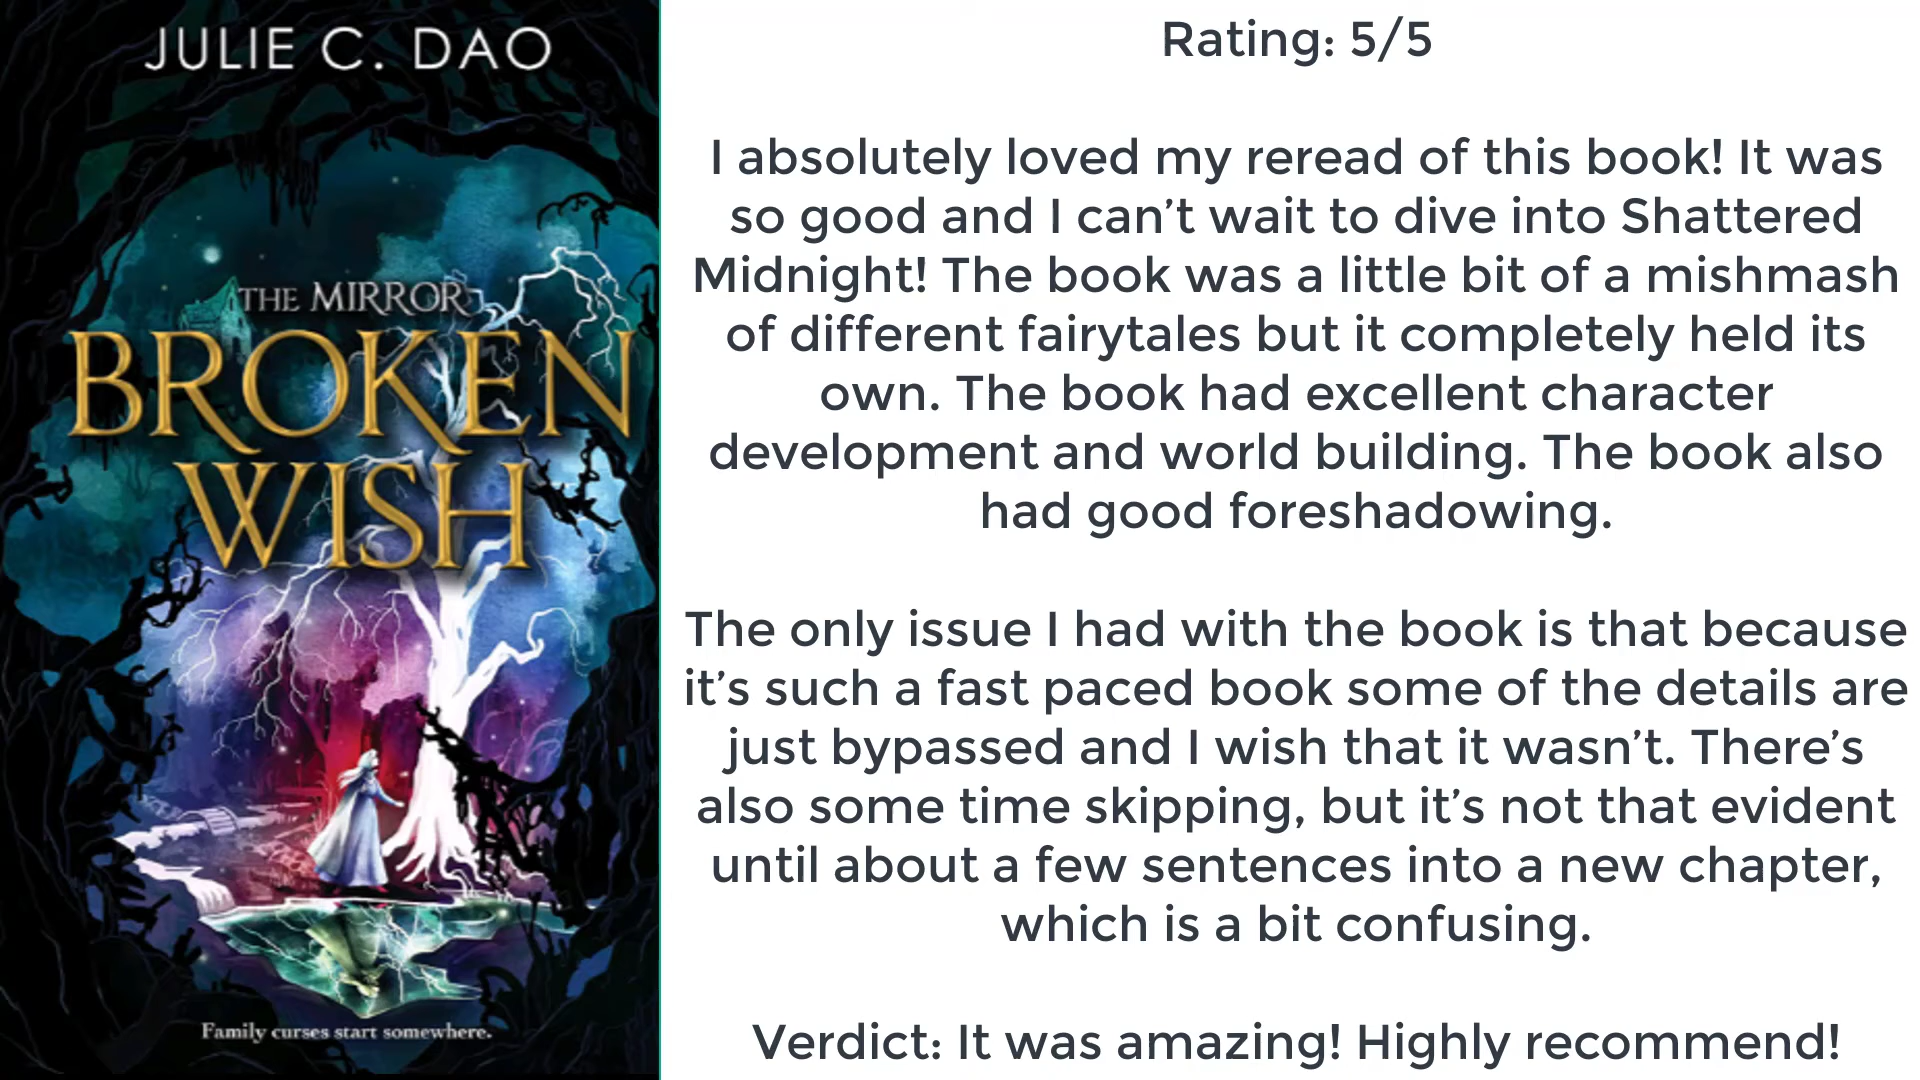 JULIE C. DAO
THE MIRROR
BROKEN
WISH
Family curses start somewhere.
Rating: 5/5
I absolutely loved my reread of this book! It was
so good and I can’t wait to dive into Shattered
Midnight! The book was a little bit of a mishmash
of different fairytales but it completely held its
own. The book had excellent character
development and world building. The book also
had good foreshadowing.
The only issue I had with the book is that because
it’s such a fast paced book some of the details are
just bypassed and I wish that it wasn’t. There’s
also some time skipping, but it’s not that evident
until about a few sentences into a new chapter,
which is a bit confusing.
Verdict: It was amazing! Highly recommend!